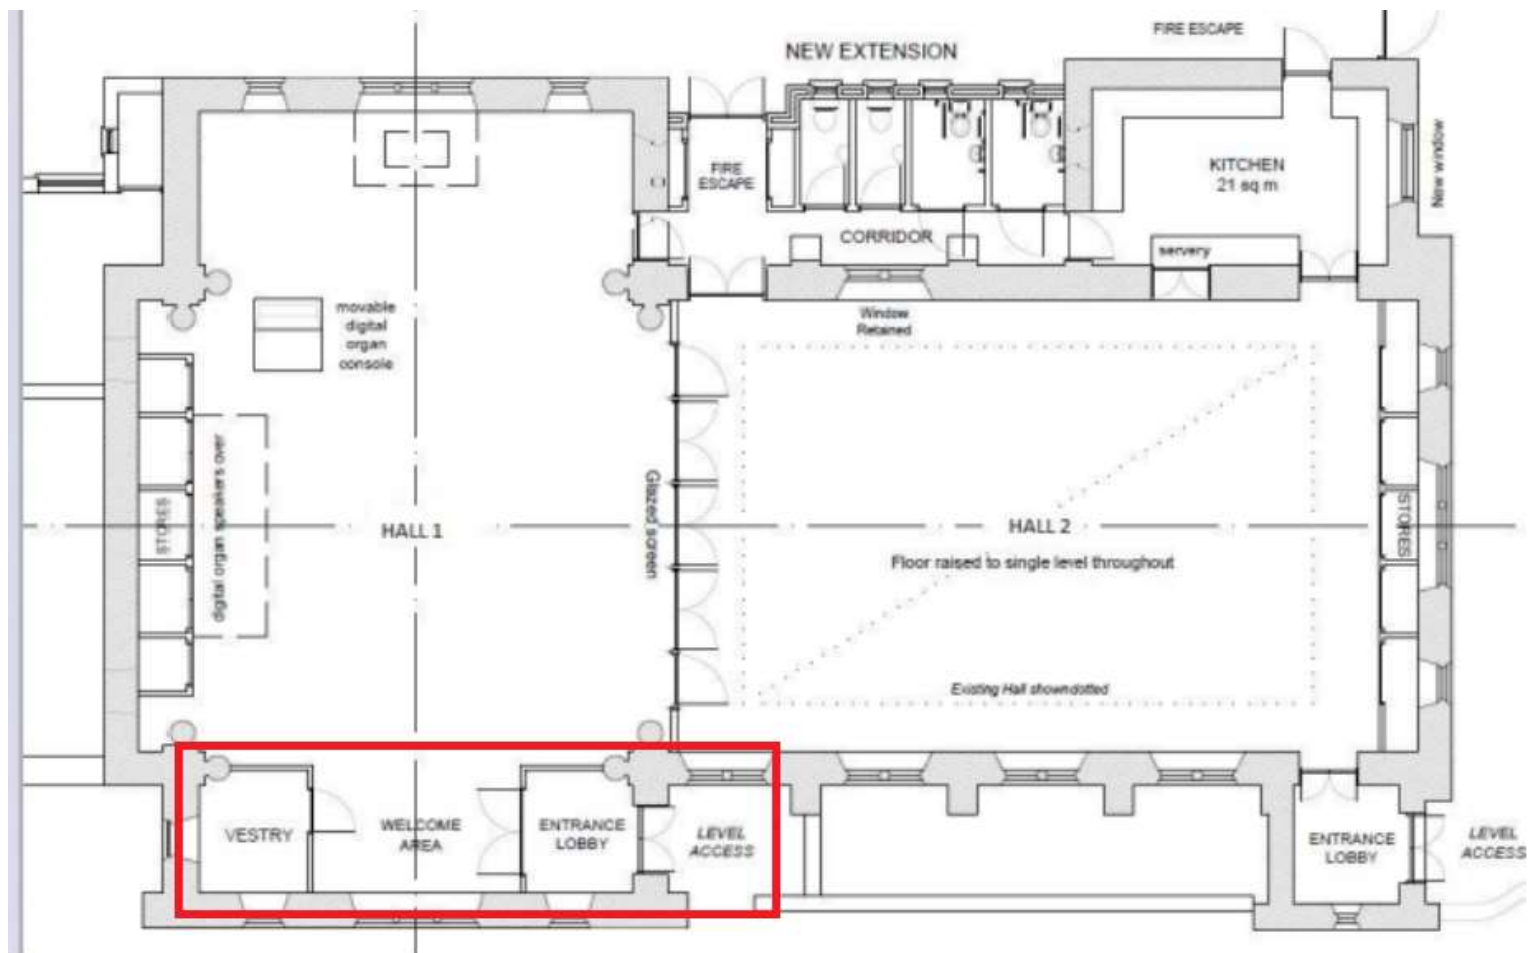 FIRE ESCAPE
NEW EXTENSION
FIRE
ESCAPE
KITCHEN
21 sq m
New window
CORRIDOR
servery
movable
digital
organ
console
Window
Retained
STORES
digital organ speakers over
HALL 1
Glazed screen
HALL 2
Floor raised to single level throughout
STORES
Existing Hall showndotted
VESTRY
WELCOME
AREA
ENTRANCE
LOBBY
LEVEL
ACCESS
ENTRANCE
LOBBY
LEVEL
ACCESS